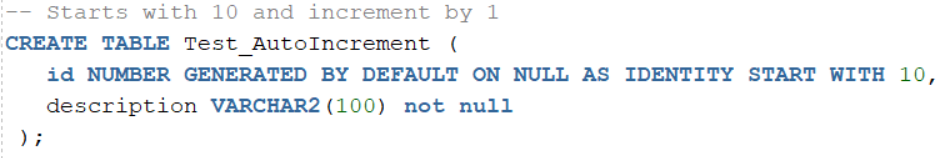 -- Starts with 10 and increment by 1
CREATE TABLE Test_AutoIncrement (
id NUMBER GENERATED BY DEFAULT ON NULL AS IDENTITY START WITH 10,
description VARCHAR2(100) not null
);